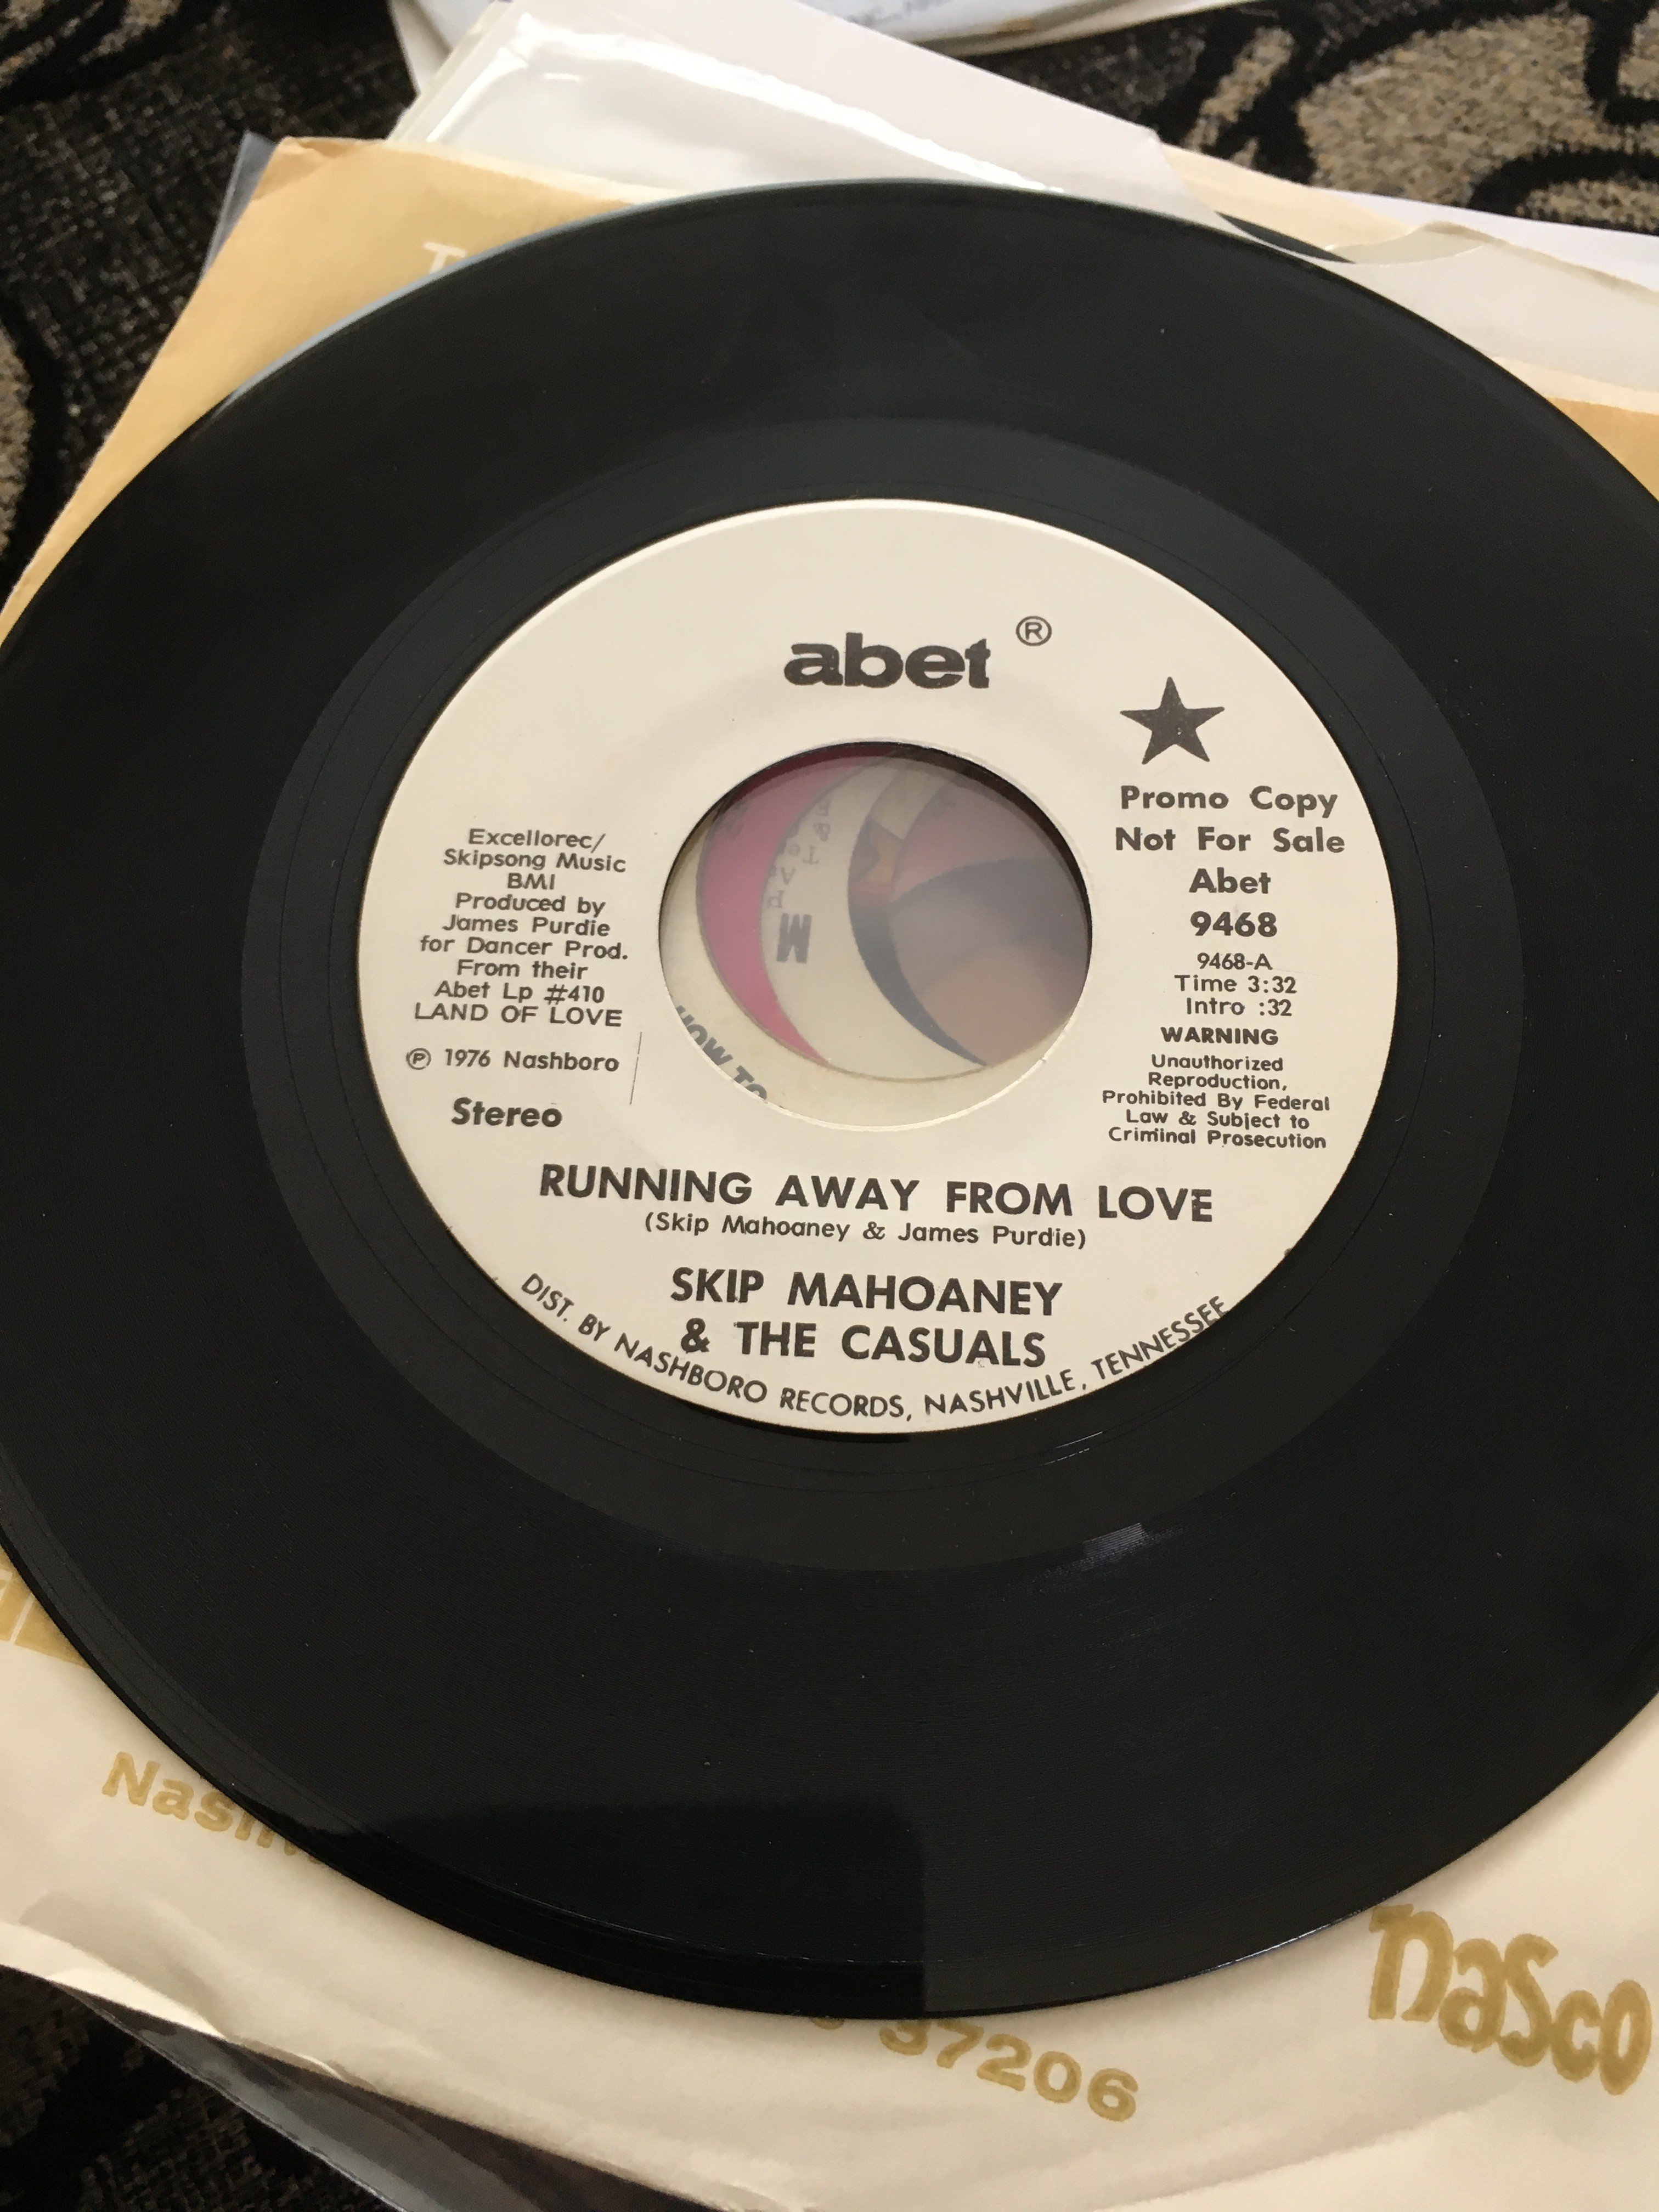 abet ®
Excellorec/
Skipsong Music
BMI
Produced by
James Purdie
for Dancer Prod.
From their
Abet Lp #410
LAND OF LOVE
℗ 1976 Nashboro
Stereo
Promo Copy
Not For Sale
Abet
9468
9468-A
Time 3:32
Intro :32
WARNING
Unauthorized
Reproduction,
Prohibited By Federal
Law & Subject to
Criminal Prosecution
RUNNING AWAY FROM LOVE
(Skip Mahoaney & James Purdie)
SKIP MAHOANEY
& THE CASUALS
DIST. BY NASHBORO RECORDS, NASHVILLE, TENNESSEE
HOW TO
M
nasco
37206